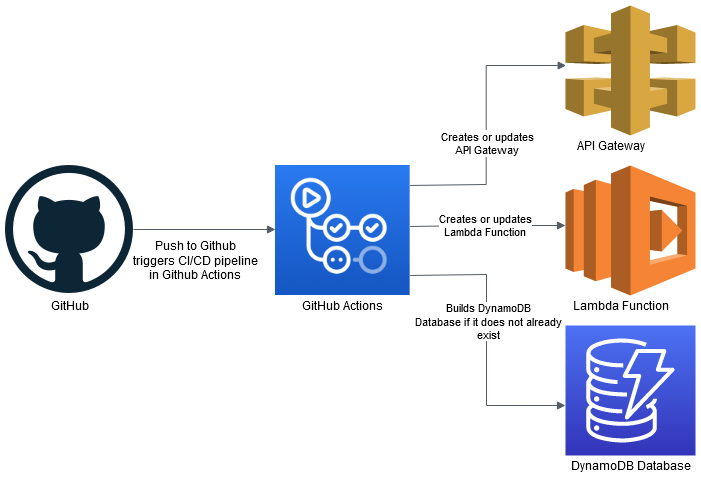 Creates or updates
API Gateway
API Gateway
Push to Github
triggers CI/CD pipeline
in Github Actions
GitHub
GitHub Actions
Creates or updates
Lambda Function
Lambda Function
Builds DynamoDB
Database if it does not already
exist
DynamoDB Database